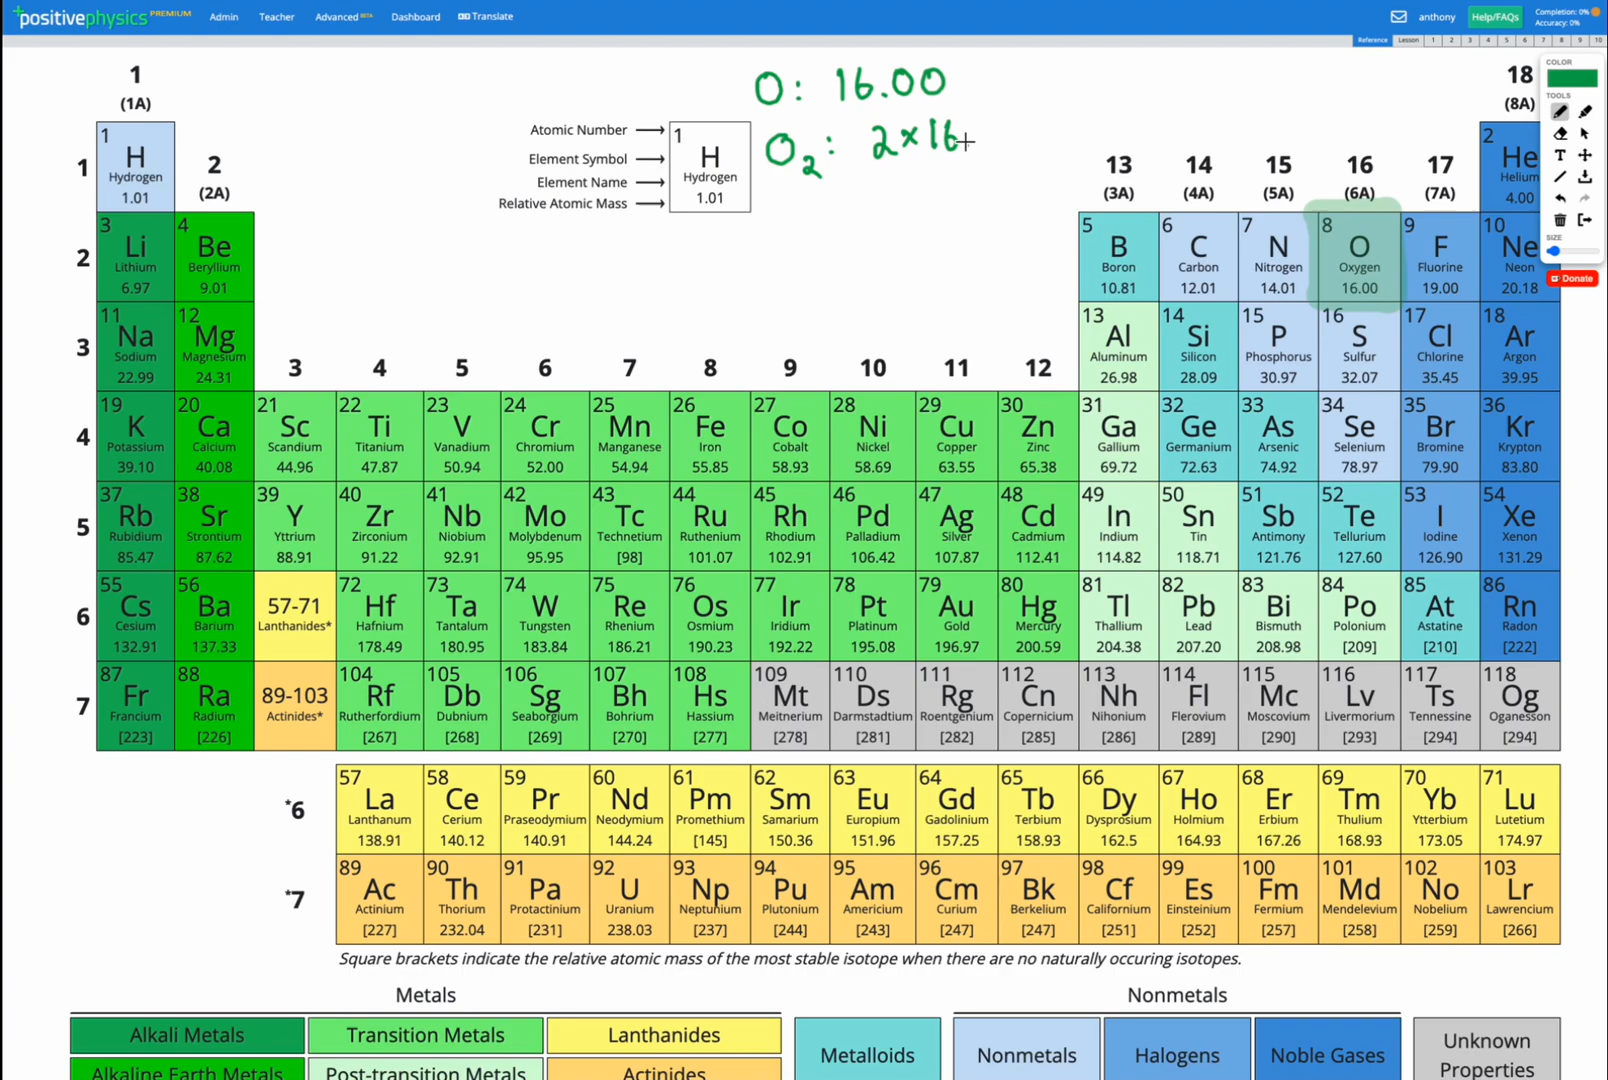 positivephysics PREMIUM Admin Teacher Advanced BETA Dashboard Translate anthony Help/FAQs Completion: 0% Accuracy: 0%
Reference Lesson 1 2 3 4 5 6 7 8 9 10
O: 16.00
O2: 2×16
COLOR
TOOLS
T
SIZE
Donate
1 (1A)
2 (2A)
3 4 5 6 7 8 9 10 11 12
13 (3A)
14 (4A)
15 (5A)
16 (6A)
17 (7A)
18 (8A)
Atomic Number
Element Symbol
Element Name
Relative Atomic Mass
1 H Hydrogen 1.01
1
1 H Hydrogen 1.01
2 He Helium 4.00
2
3 Li Lithium 6.97
4 Be Beryllium 9.01
5 B Boron 10.81
6 C Carbon 12.01
7 N Nitrogen 14.01
8 O Oxygen 16.00
9 F Fluorine 19.00
10 Ne Neon 20.18
3
11 Na Sodium 22.99
12 Mg Magnesium 24.31
13 Al Aluminum 26.98
14 Si Silicon 28.09
15 P Phosphorus 30.97
16 S Sulfur 32.07
17 Cl Chlorine 35.45
18 Ar Argon 39.95
4
19 K Potassium 39.10
20 Ca Calcium 40.08
21 Sc Scandium 44.96
22 Ti Titanium 47.87
23 V Vanadium 50.94
24 Cr Chromium 52.00
25 Mn Manganese 54.94
26 Fe Iron 55.85
27 Co Cobalt 58.93
28 Ni Nickel 58.69
29 Cu Copper 63.55
30 Zn Zinc 65.38
31 Ga Gallium 69.72
32 Ge Germanium 72.63
33 As Arsenic 74.92
34 Se Selenium 78.97
35 Br Bromine 79.90
36 Kr Krypton 83.80
5
37 Rb Rubidium 85.47
38 Sr Strontium 87.62
39 Y Yttrium 88.91
40 Zr Zirconium 91.22
41 Nb Niobium 92.91
42 Mo Molybdenum 95.95
43 Tc Technetium [98]
44 Ru Ruthenium 101.07
45 Rh Rhodium 102.91
46 Pd Palladium 106.42
47 Ag Silver 107.87
48 Cd Cadmium 112.41
49 In Indium 114.82
50 Sn Tin 118.71
51 Sb Antimony 121.76
52 Te Tellurium 127.60
53 I Iodine 126.90
54 Xe Xenon 131.29
6
55 Cs Cesium 132.91
56 Ba Barium 137.33
57-71 Lanthanides*
72 Hf Hafnium 178.49
73 Ta Tantalum 180.95
74 W Tungsten 183.84
75 Re Rhenium 186.21
76 Os Osmium 190.23
77 Ir Iridium 192.22
78 Pt Platinum 195.08
79 Au Gold 196.97
80 Hg Mercury 200.59
81 Tl Thallium 204.38
82 Pb Lead 207.20
83 Bi Bismuth 208.98
84 Po Polonium [209]
85 At Astatine [210]
86 Rn Radon [222]
7
87 Fr Francium [223]
88 Ra Radium [226]
89-103 Actinides*
104 Rf Rutherfordium [267]
105 Db Dubnium [268]
106 Sg Seaborgium [269]
107 Bh Bohrium [270]
108 Hs Hassium [277]
109 Mt Meitnerium [278]
110 Ds Darmstadtium [281]
111 Rg Roentgenium [282]
112 Cn Copernicium [285]
113 Nh Nihonium [286]
114 Fl Flerovium [289]
115 Mc Moscovium [290]
116 Lv Livermorium [293]
117 Ts Tennessine [294]
118 Og Oganesson [294]
*6
57 La Lanthanum 138.91
58 Ce Cerium 140.12
59 Pr Praseodymium 140.91
60 Nd Neodymium 144.24
61 Pm Promethium [145]
62 Sm Samarium 150.36
63 Eu Europium 151.96
64 Gd Gadolinium 157.25
65 Tb Terbium 158.93
66 Dy Dysprosium 162.5
67 Ho Holmium 164.93
68 Er Erbium 167.26
69 Tm Thulium 168.93
70 Yb Ytterbium 173.05
71 Lu Lutetium 174.97
*7
89 Ac Actinium [227]
90 Th Thorium 232.04
91 Pa Protactinium [231]
92 U Uranium 238.03
93 Np Neptunium [237]
94 Pu Plutonium [244]
95 Am Americium [243]
96 Cm Curium [247]
97 Bk Berkelium [247]
98 Cf Californium [251]
99 Es Einsteinium [252]
100 Fm Fermium [257]
101 Md Mendelevium [258]
102 No Nobelium [259]
103 Lr Lawrencium [266]
Square brackets indicate the relative atomic mass of the most stable isotope when there are no naturally occuring isotopes.
Metals
Nonmetals
Alkali Metals
Transition Metals
Lanthanides
Metalloids
Nonmetals
Halogens
Noble Gases
Unknown Properties
Alkaline Earth Metals
Post-transition Metals
Actinides